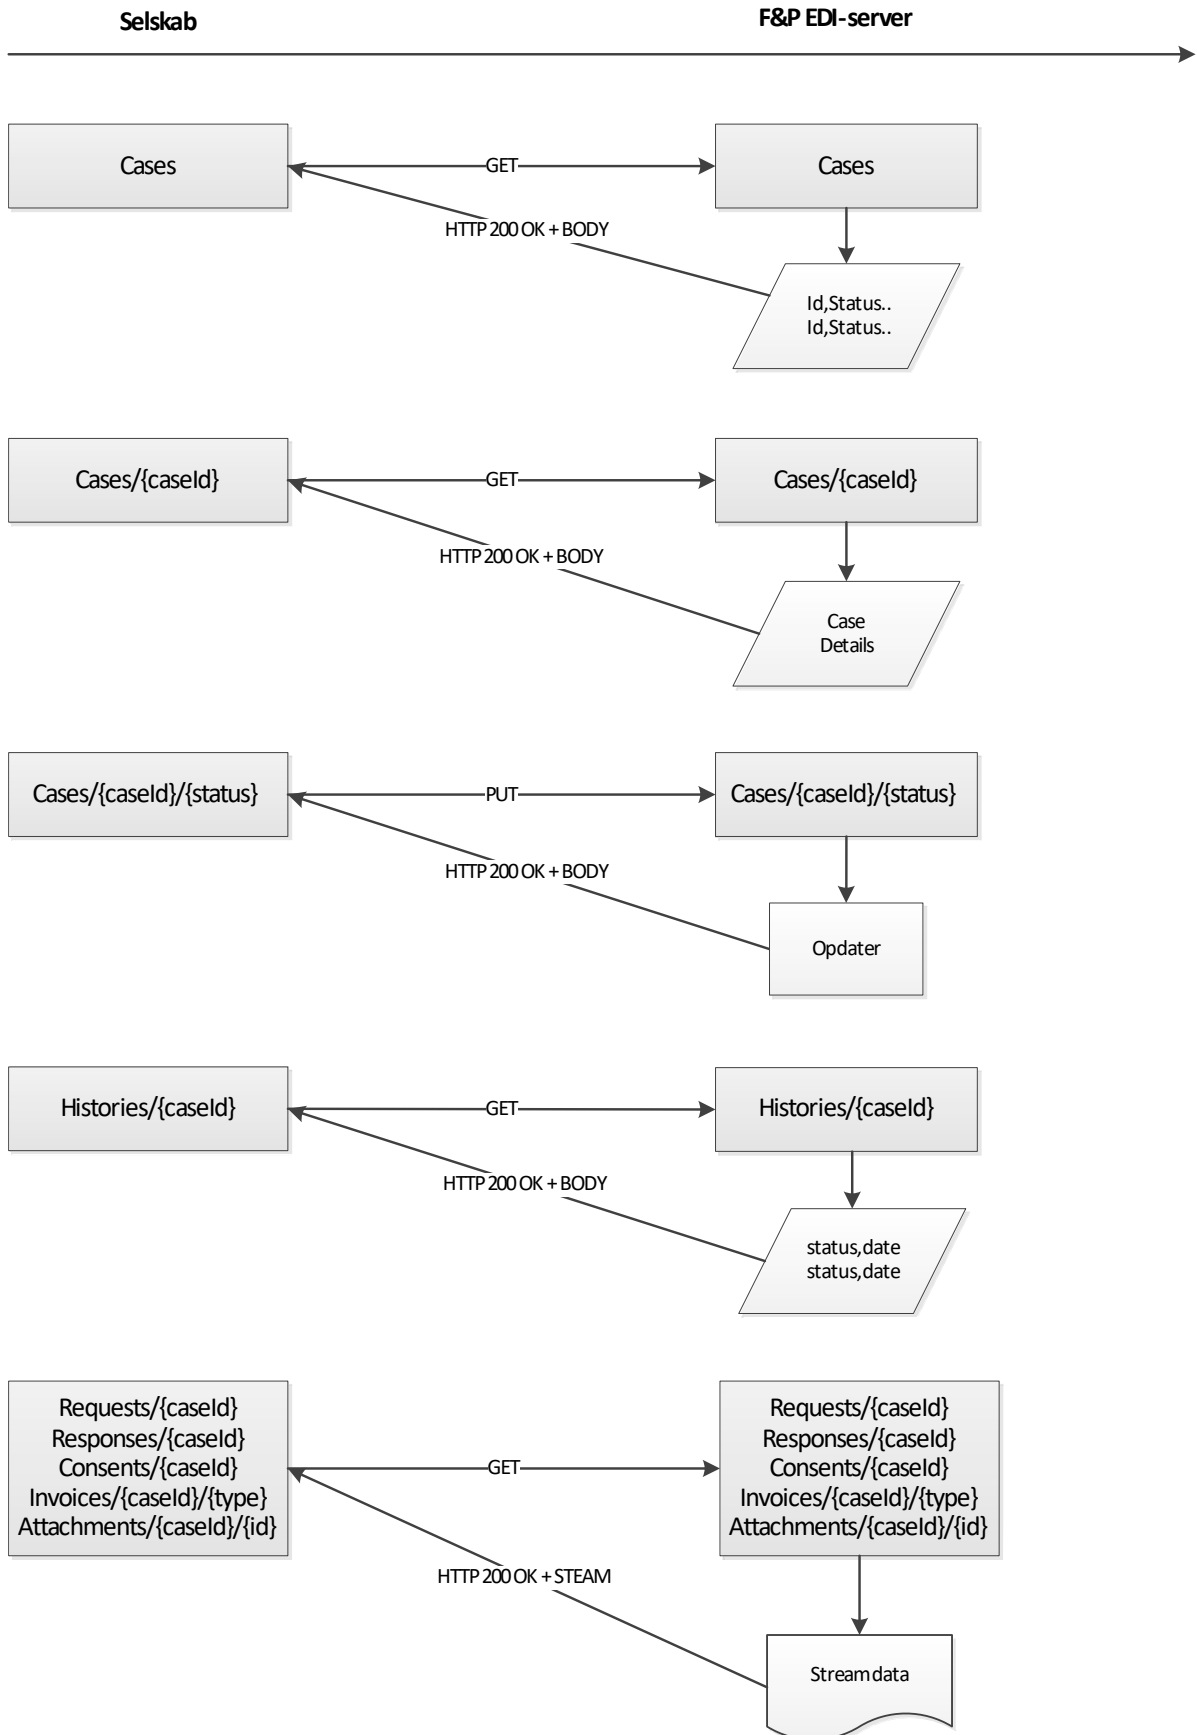 Selskab
F&P EDI-server
Cases
GET
Cases
HTTP 200 OK + BODY
Id,Status..
Id,Status..
Cases/{caseId}
GET
Cases/{caseId}
HTTP 200 OK + BODY
Case
Details
Cases/{caseId}/{status}
PUT
Cases/{caseId}/{status}
HTTP 200 OK + BODY
Opdater
Histories/{caseId}
GET
Histories/{caseId}
HTTP 200 OK + BODY
status,date
status,date
Requests/{caseId}
Responses/{caseId}
Consents/{caseId}
Invoices/{caseId}/{type}
Attachments/{caseId}/{id}
GET
Requests/{caseId}
Responses/{caseId}
Consents/{caseId}
Invoices/{caseId}/{type}
Attachments/{caseId}/{id}
HTTP 200 OK + STEAM
Stream data